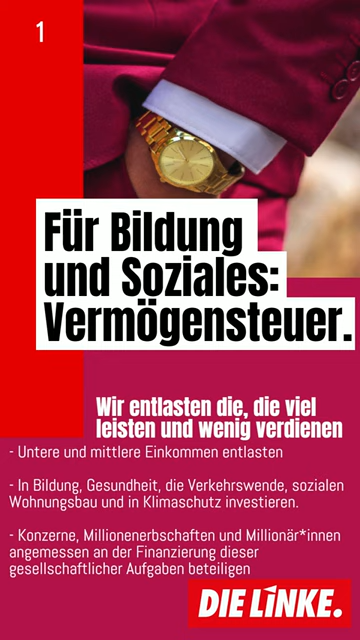 1
Für Bildung
und Soziales:
Vermögensteuer.
Wir entlasten die, die viel
leisten und wenig verdienen
- Untere und mittlere Einkommen entlasten
- In Bildung, Gesundheit, die Verkehrswende, sozialen
Wohnungsbau und in Klimaschutz investieren.
- Konzerne, Millionenerbschaften und Millionär*innen
angemessen an der Finanzierung dieser
gesellschaftlicher Aufgaben beteiligen
DIE LINKE.